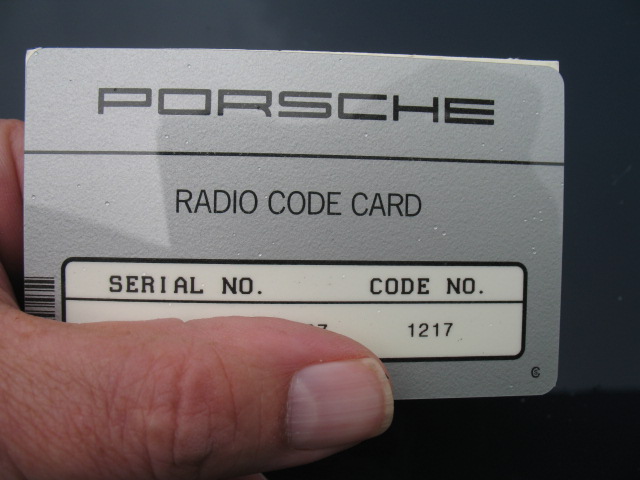 PORSCHE
RADIO CODE CARD
SERIAL NO. CODE NO.
1217